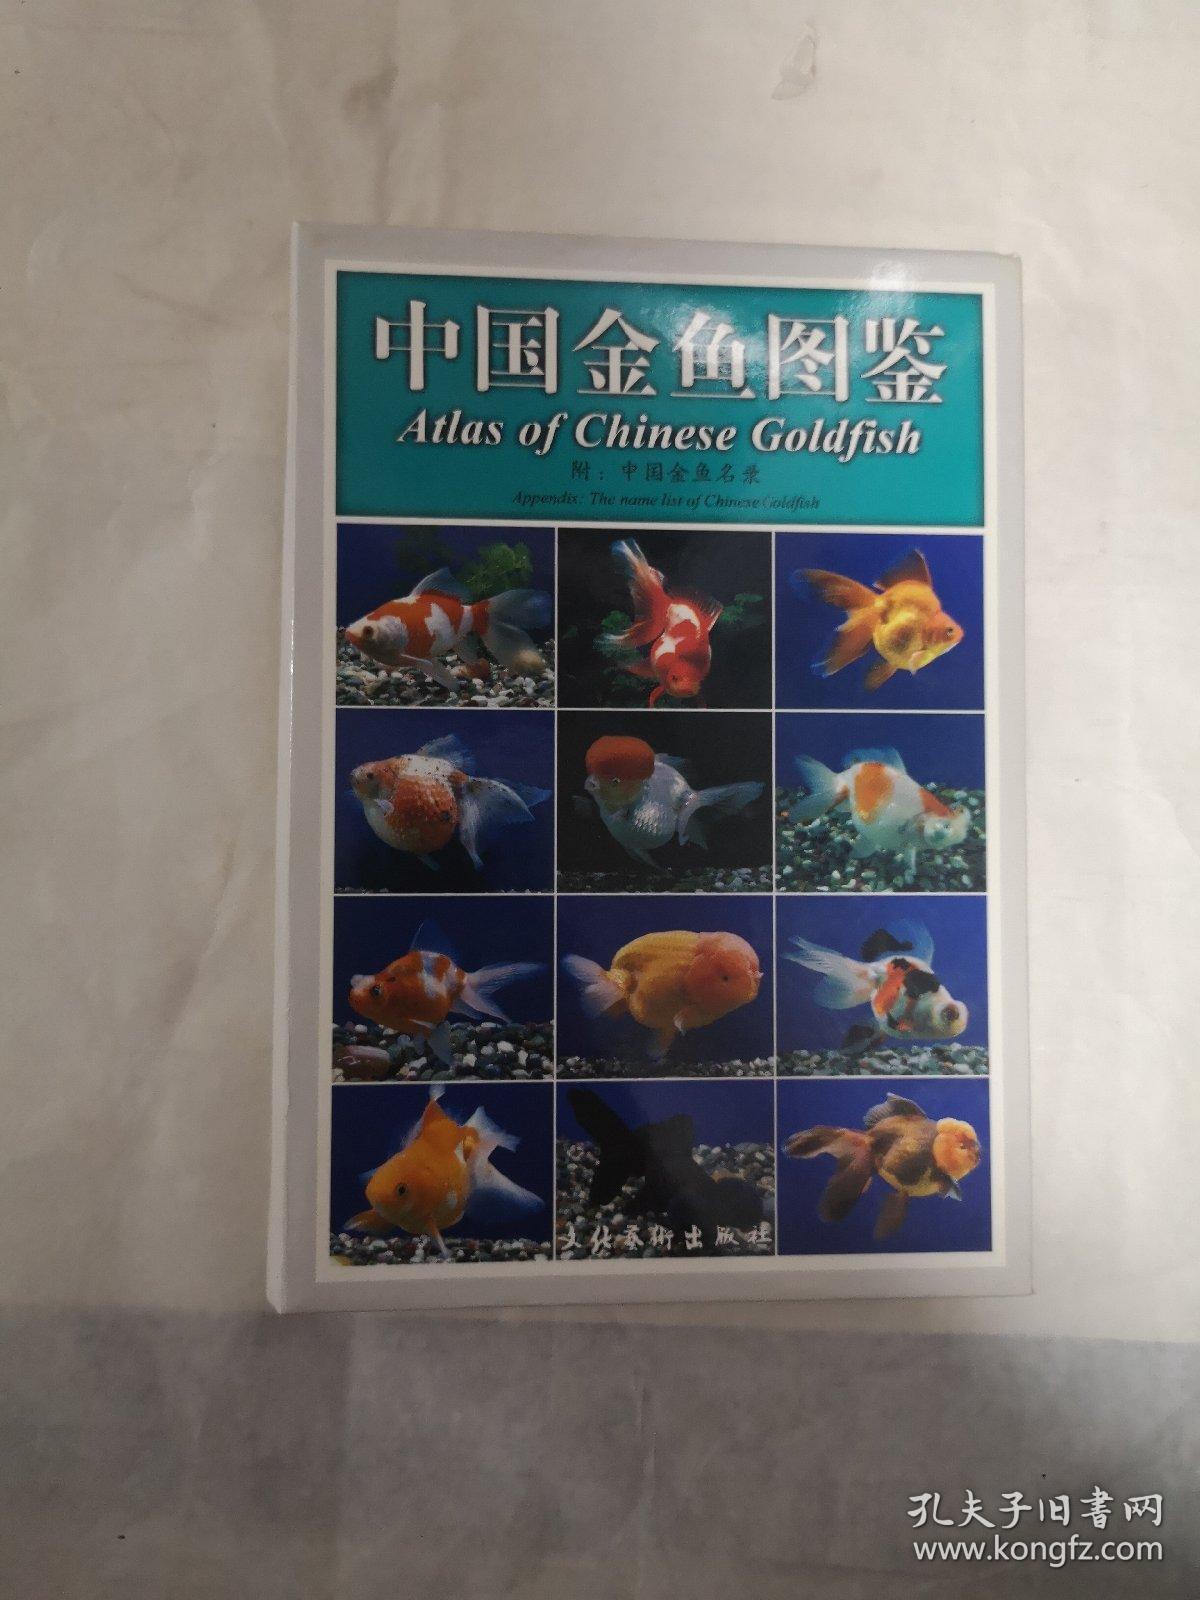 中国金鱼图鉴
Atlas of Chinese Goldfish
附：中国金鱼名录
Appendix: The name list of Chinese Goldfish
文化艺術出版社
孔夫子旧書网
www.kongfz.com